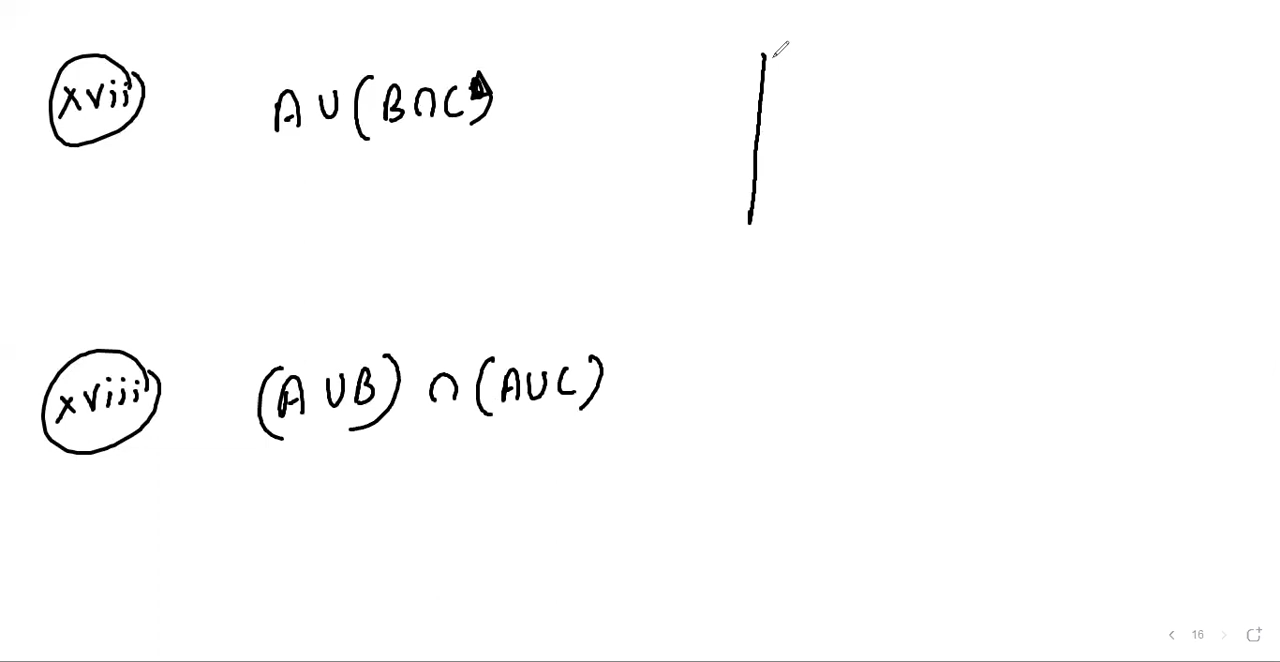 xvii) A ∪ (B ∩ C)
xviii) (A ∪ B) ∩ (A ∪ C)
16